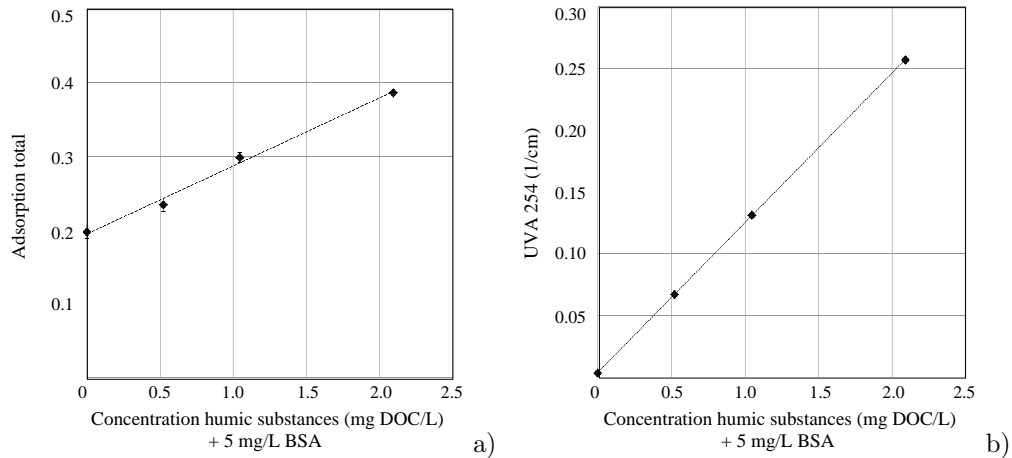 0.5
0.4
0.3
0.2
0.1
Adsorption total
0 0.5 1.0 1.5 2.0 2.5
Concentration humic substances (mg DOC/L)
+ 5 mg/L BSA
a)
0.30
0.25
0.20
0.15
0.10
0.05
UVA 254 (1/cm)
0 0.5 1.0 1.5 2.0 2.5
Concentration humic substances (mg DOC/L)
+ 5 mg/L BSA
b)